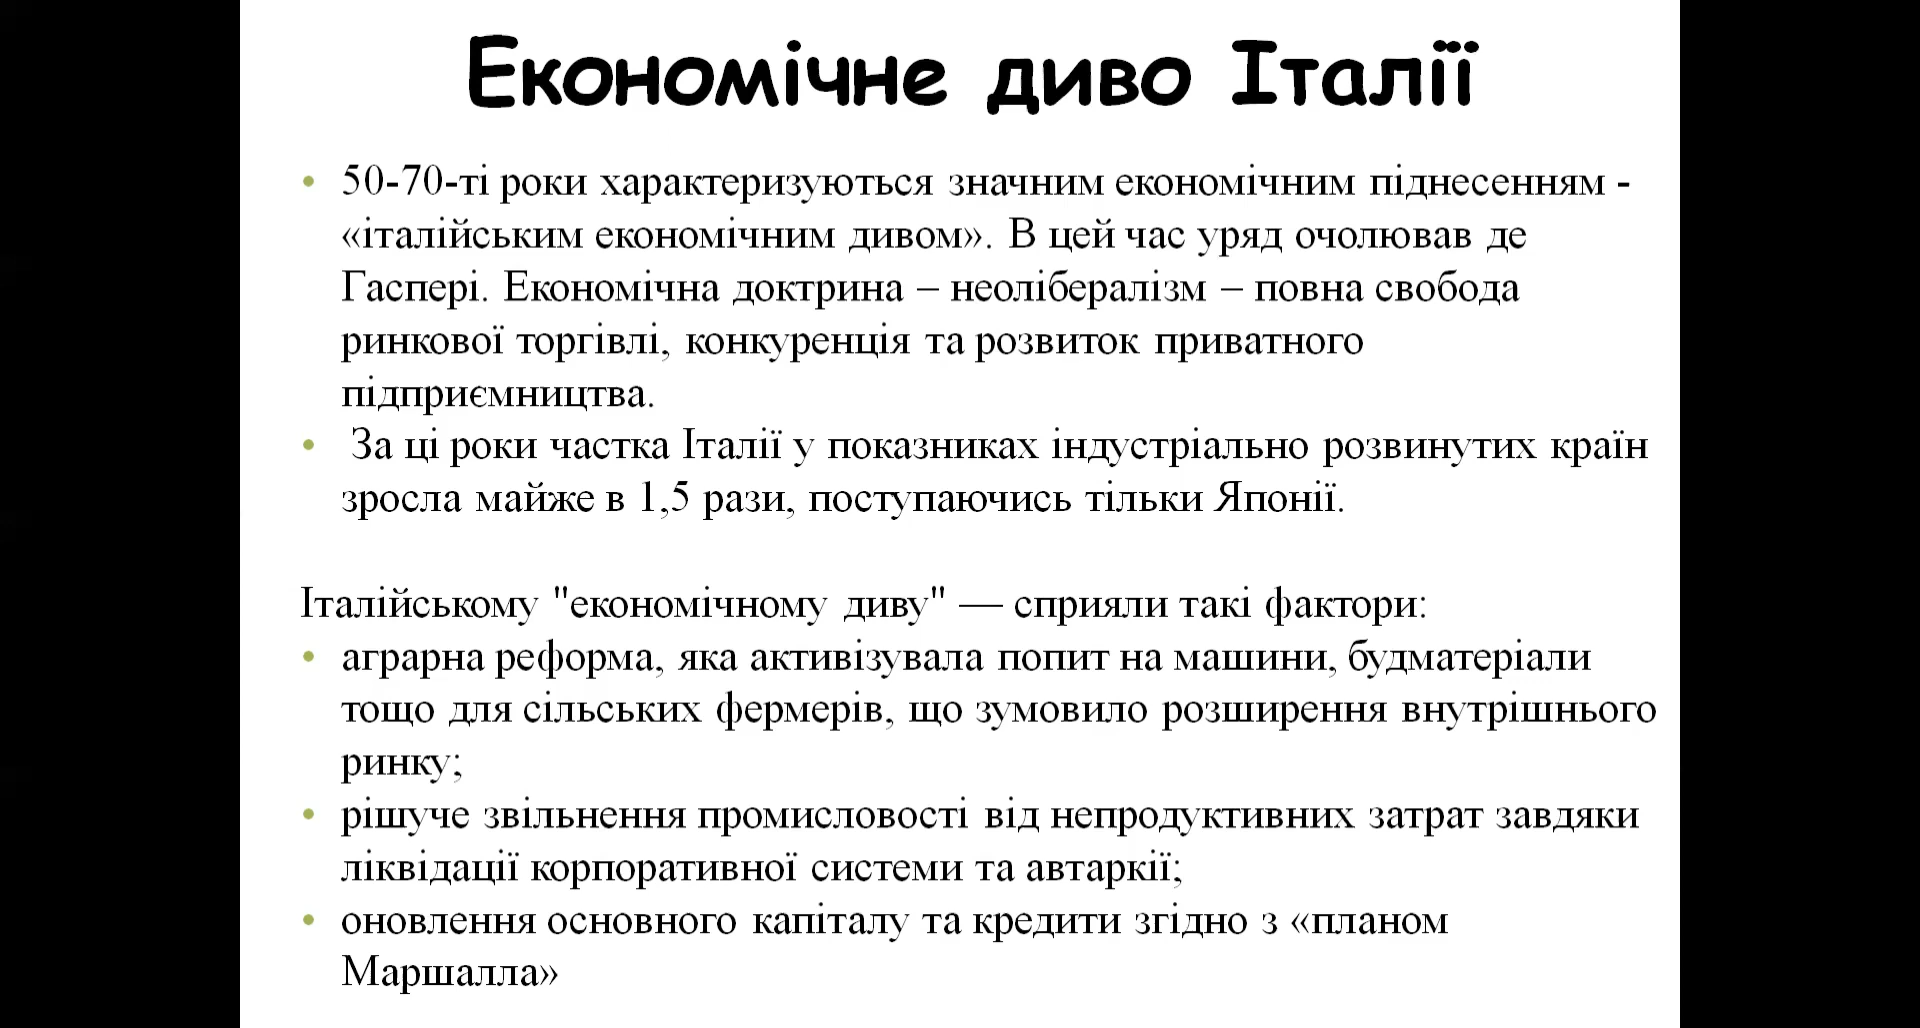 Економічне диво Італії
• 50-70-ті роки характеризуються значним економічним піднесенням -
«італійським економічним дивом». В цей час уряд очолював де
Гаспері. Економічна доктрина – неолібералізм – повна свобода
ринкової торгівлі, конкуренція та розвиток приватного
підприємництва.
• За ці роки частка Італії у показниках індустріально розвинутих країн
зросла майже в 1,5 рази, поступаючись тільки Японії.
Італійському "економічному диву" — сприяли такі фактори:
• аграрна реформа, яка активізувала попит на машини, будматеріали
тощо для сільських фермерів, що зумовило розширення внутрішнього
ринку;
• рішуче звільнення промисловості від непродуктивних затрат завдяки
ліквідації корпоративної системи та автаркії;
• оновлення основного капіталу та кредити згідно з «планом
Маршалла»